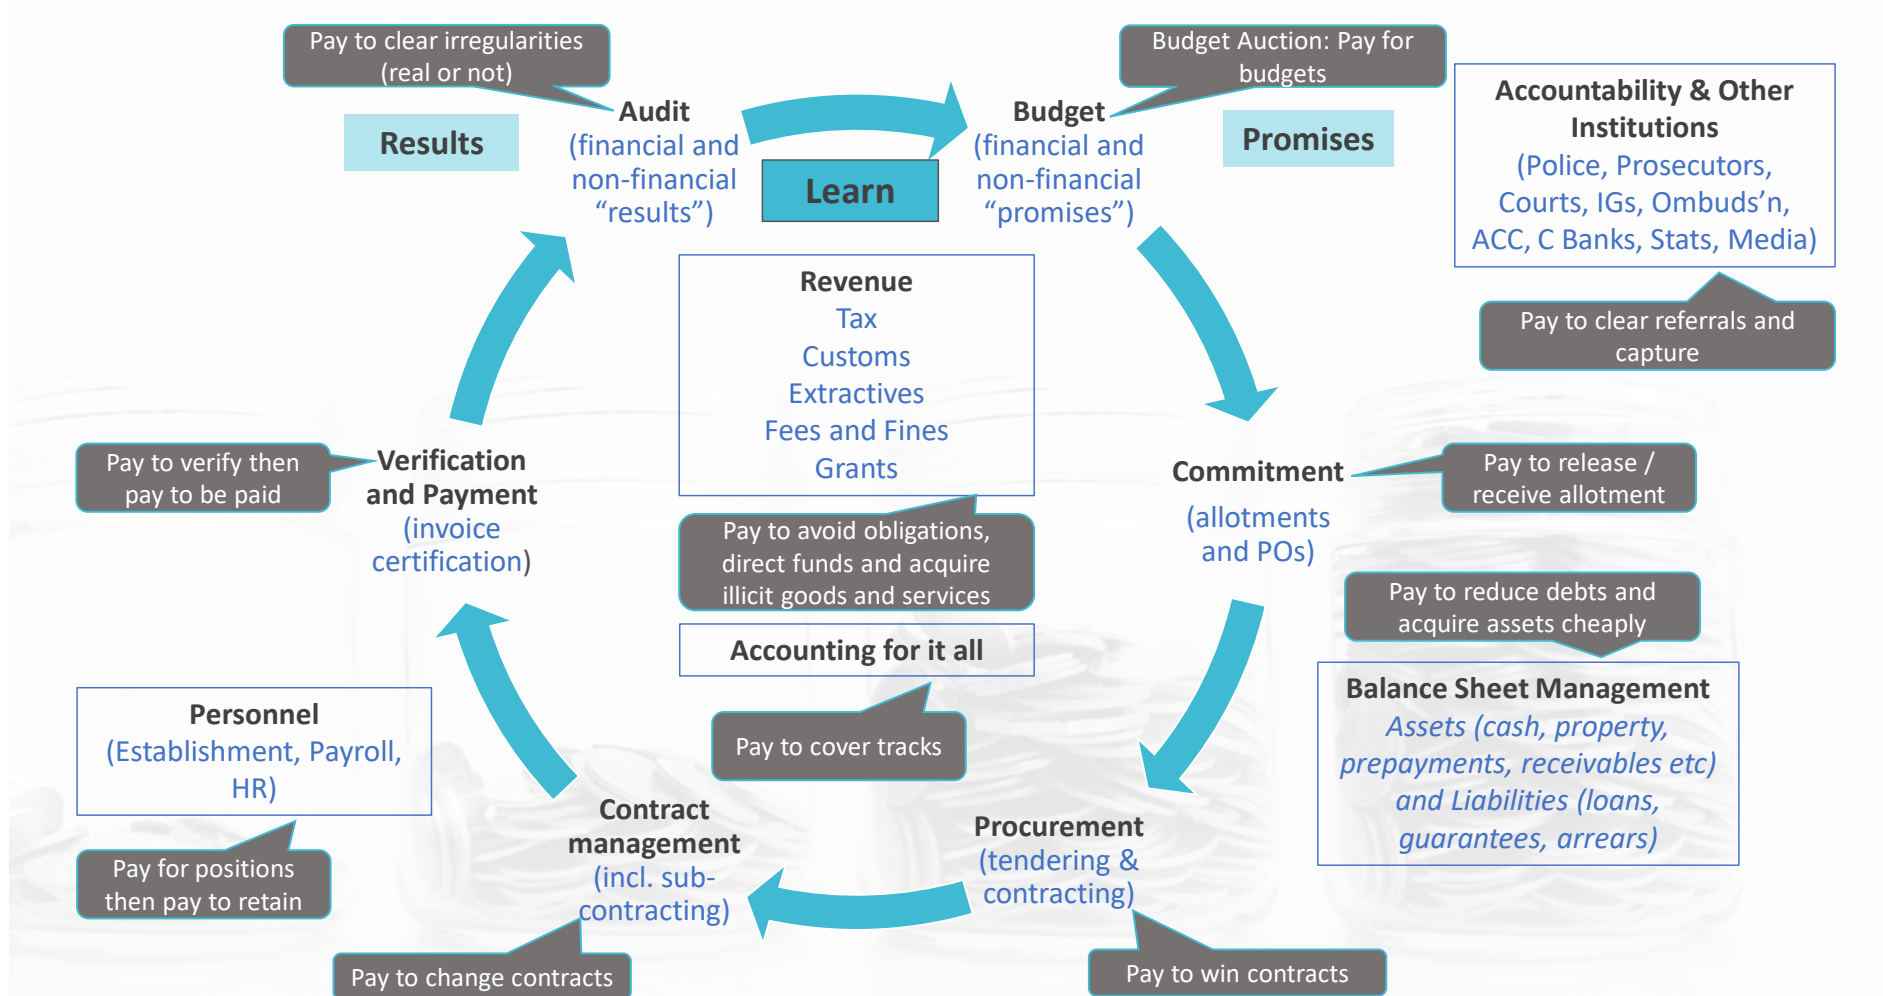 Pay to clear irregularities
(real or not)
Budget Auction: Pay for
budgets
Results
Audit
(financial and
non-financial
“results”)
Learn
Budget
(financial and
non-financial
“promises”)
Promises
Accountability & Other
Institutions
(Police, Prosecutors,
Courts, IGs, Ombuds’n,
ACC, C Banks, Stats, Media)
Pay to clear referrals and
capture
Revenue
Tax
Customs
Extractives
Fees and Fines
Grants
Pay to avoid obligations,
direct funds and acquire
illicit goods and services
Accounting for it all
Pay to cover tracks
Pay to verify then
pay to be paid
Verification
and Payment
(invoice
certification)
Commitment
(allotments
and POs)
Pay to release /
receive allotment
Pay to reduce debts and
acquire assets cheaply
Balance Sheet Management
Assets (cash, property,
prepayments, receivables etc)
and Liabilities (loans,
guarantees, arrears)
Personnel
(Establishment, Payroll,
HR)
Pay for positions
then pay to retain
Contract
management
(incl. sub-
contracting)
Pay to change contracts
Procurement
(tendering &
contracting)
Pay to win contracts